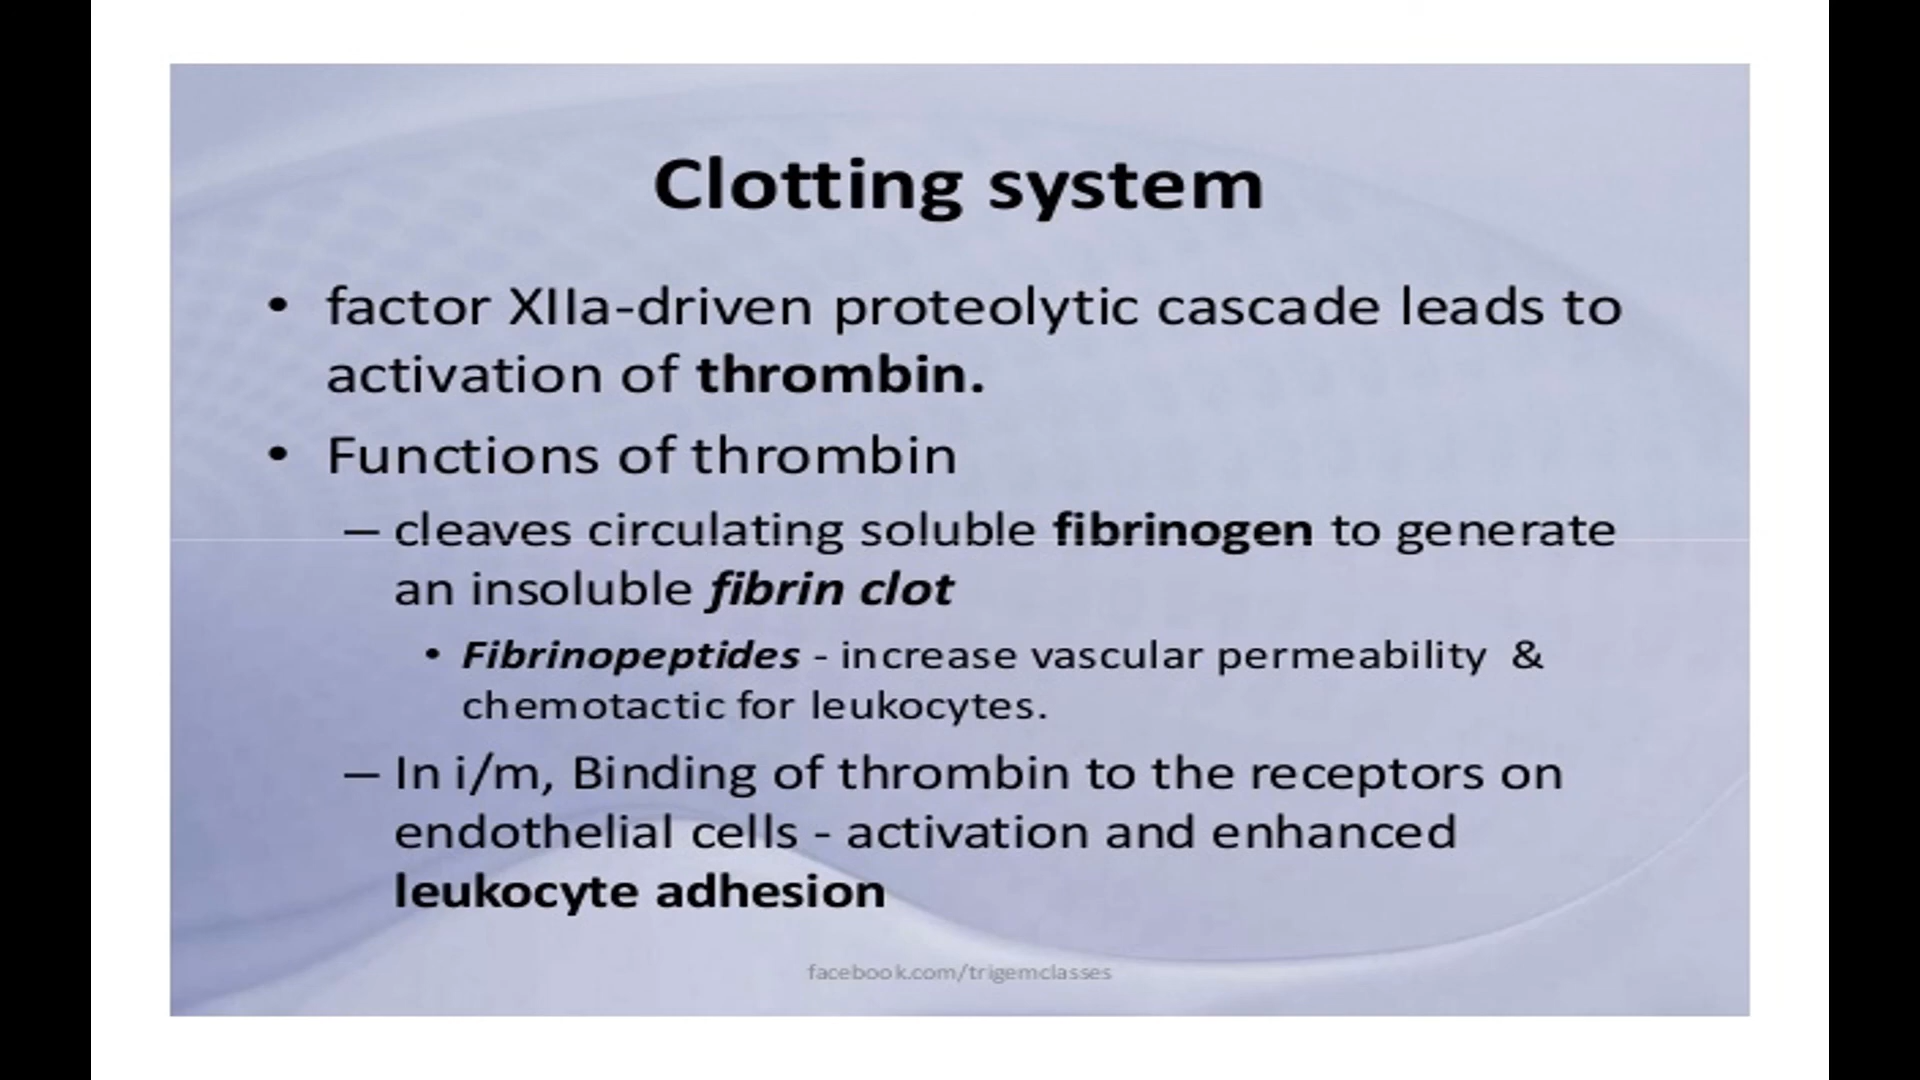 Clotting system
• factor XIIa-driven proteolytic cascade leads to
activation of thrombin.
• Functions of thrombin
– cleaves circulating soluble fibrinogen to generate
an insoluble fibrin clot
• Fibrinopeptides - increase vascular permeability &
chemotactic for leukocytes.
– In i/m, Binding of thrombin to the receptors on
endothelial cells - activation and enhanced
leukocyte adhesion
facebook.com/trigemclasses